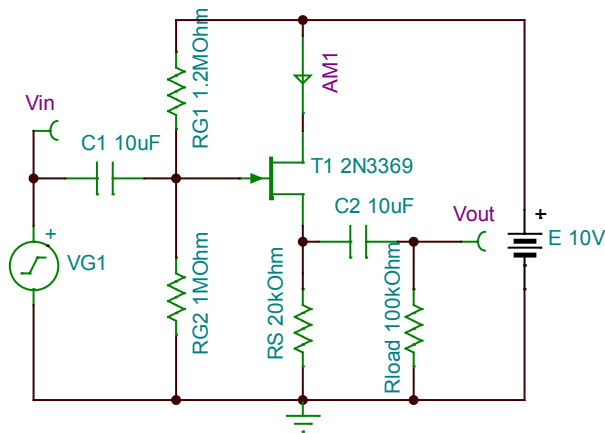 Vin
C1 10uF
RG1 1.2MOhm
AM1
T1 2N3369
C2 10uF
Vout
+
E 10V
+
VG1
RG2 1MOhm
RS 20kOhm
Rload 100kOhm